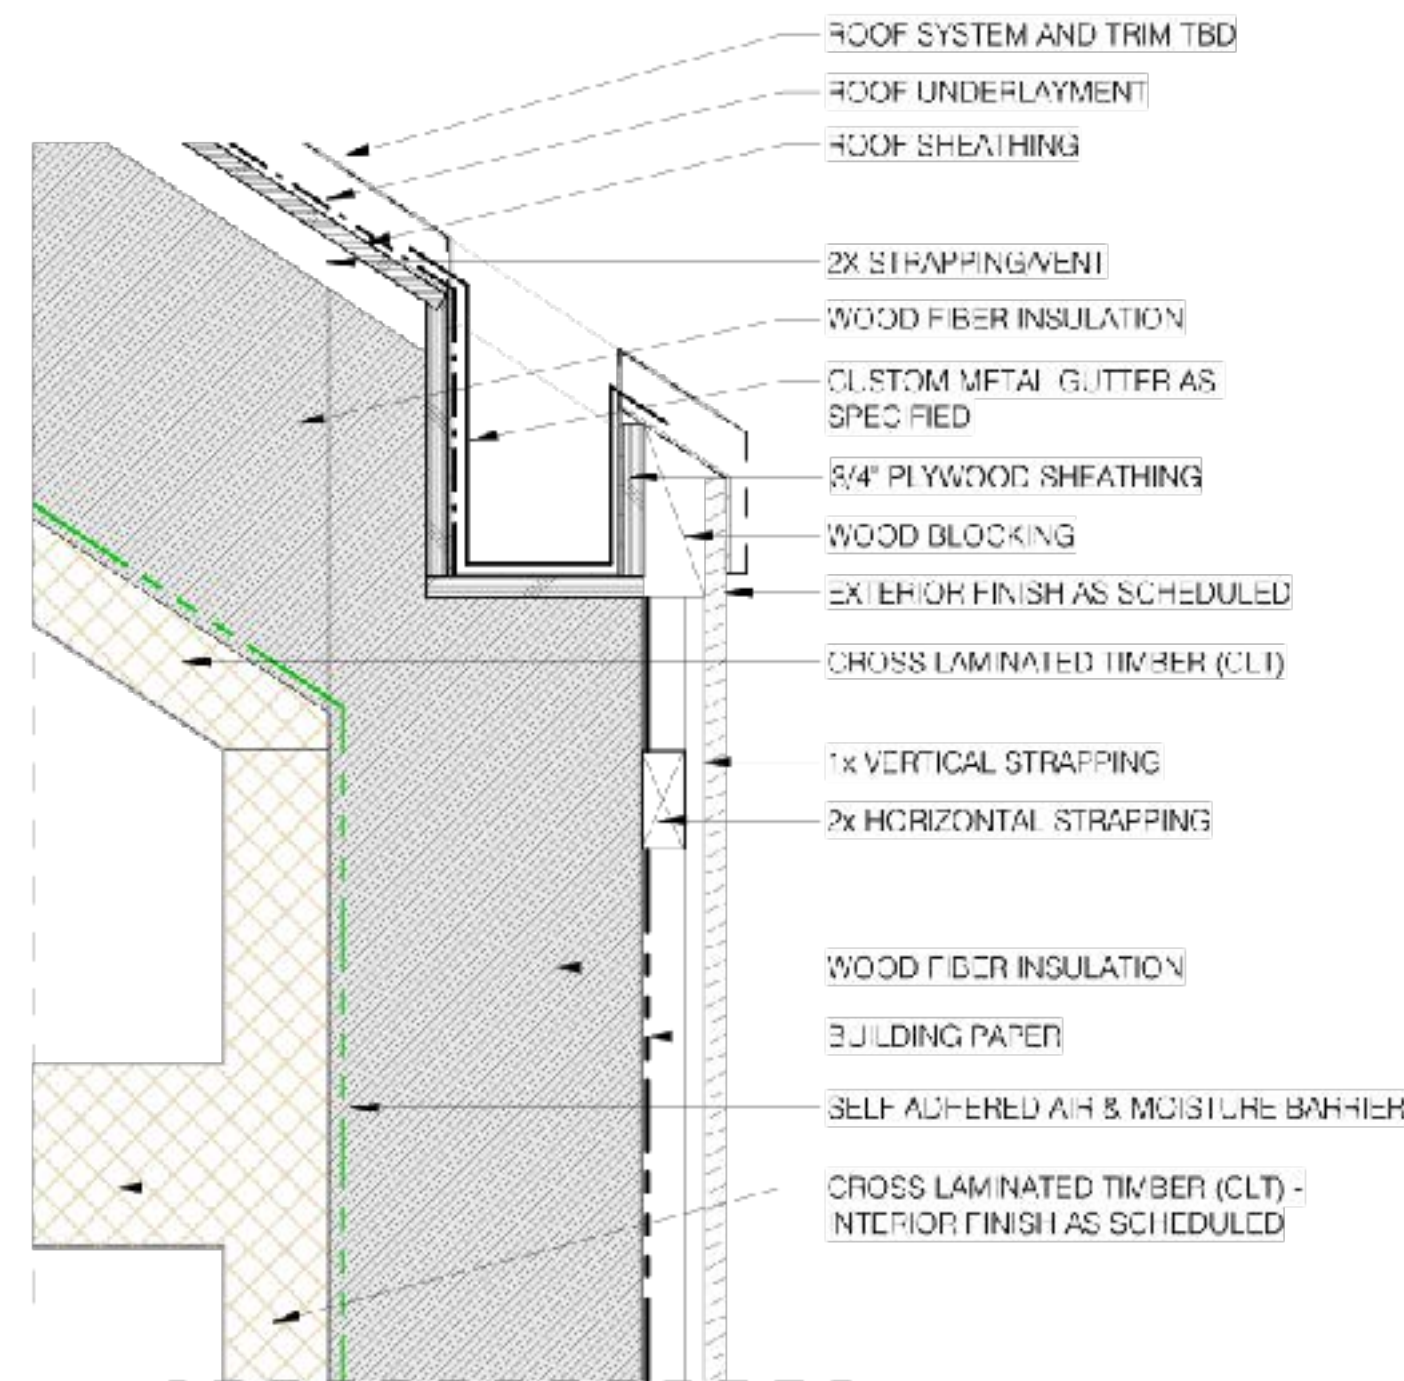 ROOF SYSTEM AND TRIM TBD
ROOF UNDERLAYMENT
ROOF SHEATHING
2X STRAPPING/VENT
WOOD FIBER INSULATION
CUSTOM METAL GUTTER AS
SPECIFIED
3/4" PLYWOOD SHEATHING
WOOD BLOCKING
EXTERIOR FINISH AS SCHEDULED
CROSS LAMINATED TIMBER (CLT)
1x VERTICAL STRAPPING
2x HORIZONTAL STRAPPING
WOOD FIBER INSULATION
BUILDING PAPER
SELF ADHERED AIR & MOISTURE BARRIER
CROSS LAMINATED TIMBER (CLT) -
INTERIOR FINISH AS SCHEDULED